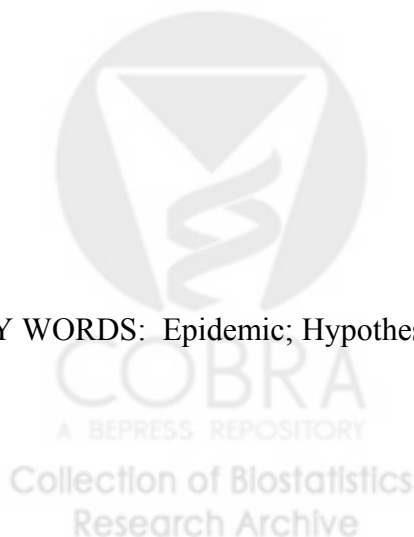 Y WORDS: Epidemic; Hypothes
COBRA
A BEPRESS REPOSITORY
Collection of Biostatistics
Research Archive